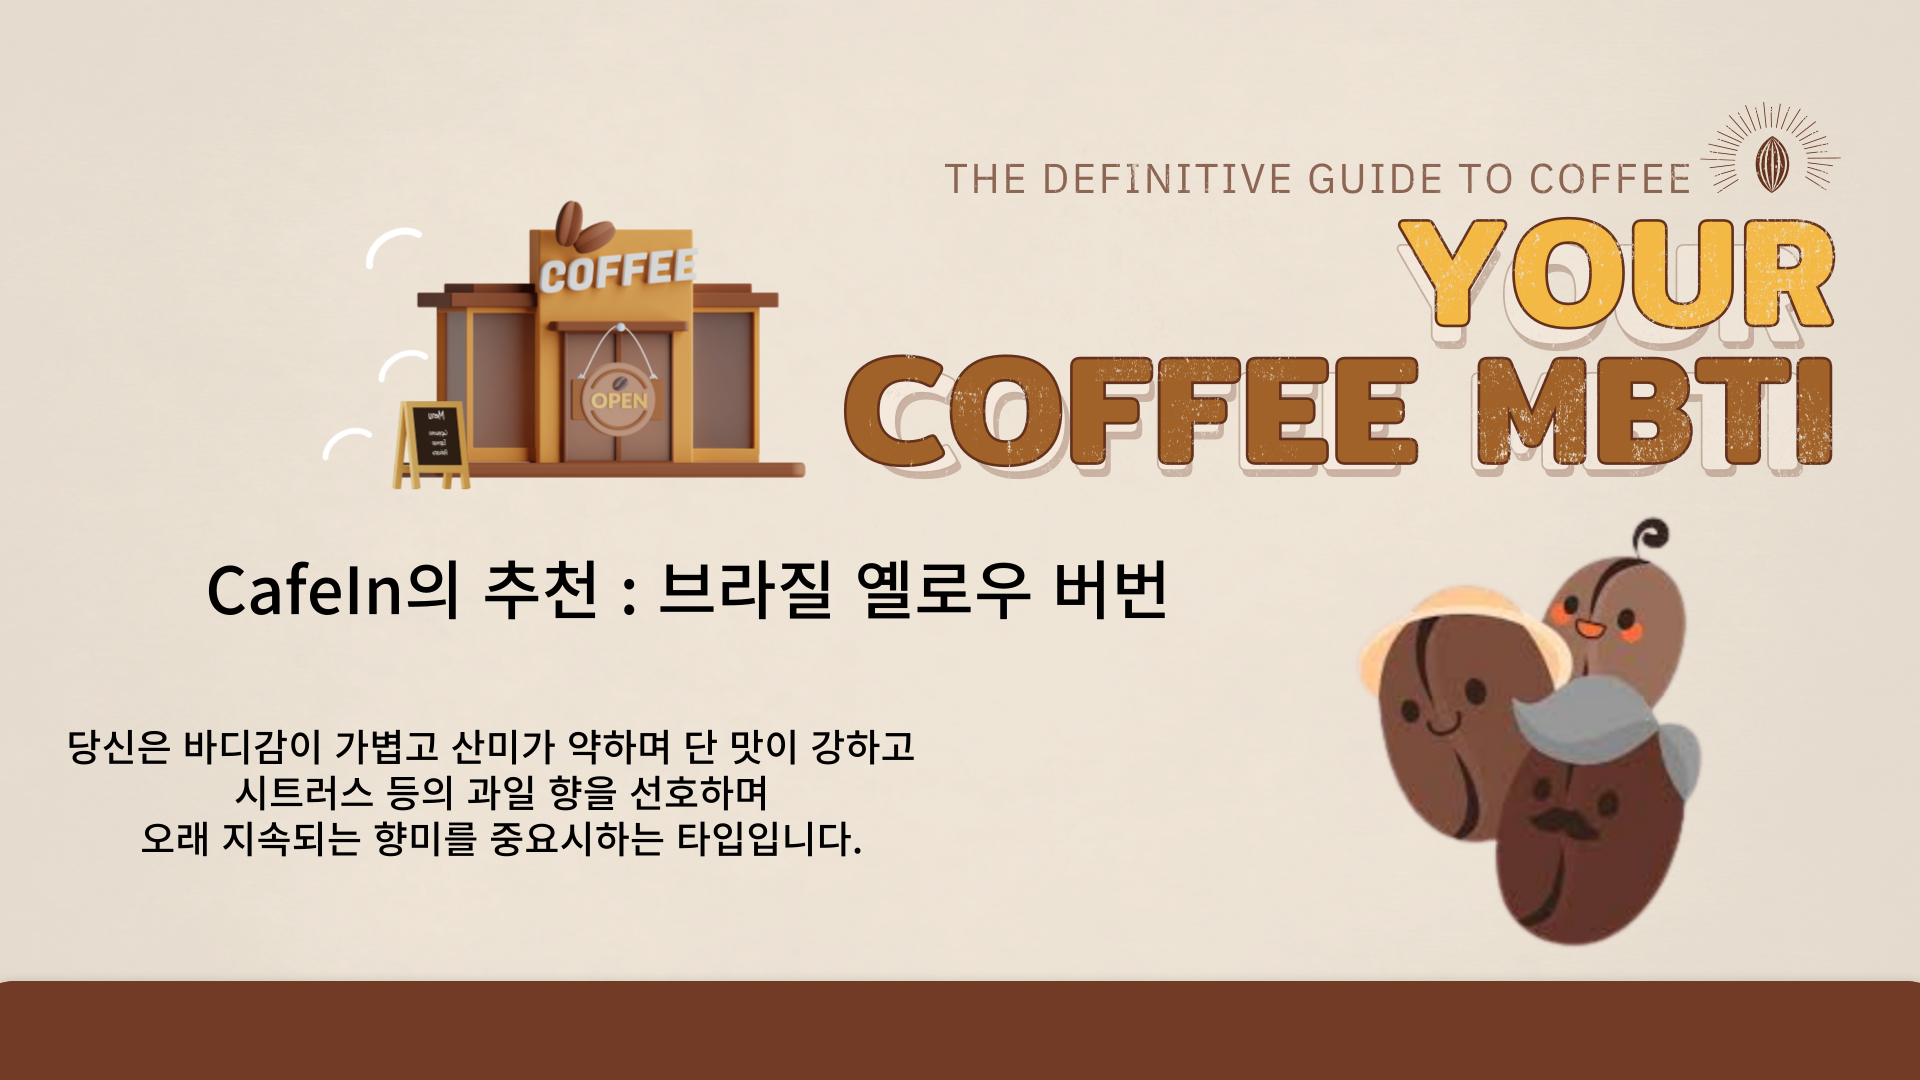 THE DEFINITIVE GUIDE TO COFFEE
YOUR
COFFEE MBTI
COFFEE
OPEN
Menu
CafeIn의 추천 : 브라질 옐로우 버번
당신은 바디감이 가볍고 산미가 약하며 단 맛이 강하고
시트러스 등의 과일 향을 선호하며
오래 지속되는 향미를 중요시하는 타입입니다.